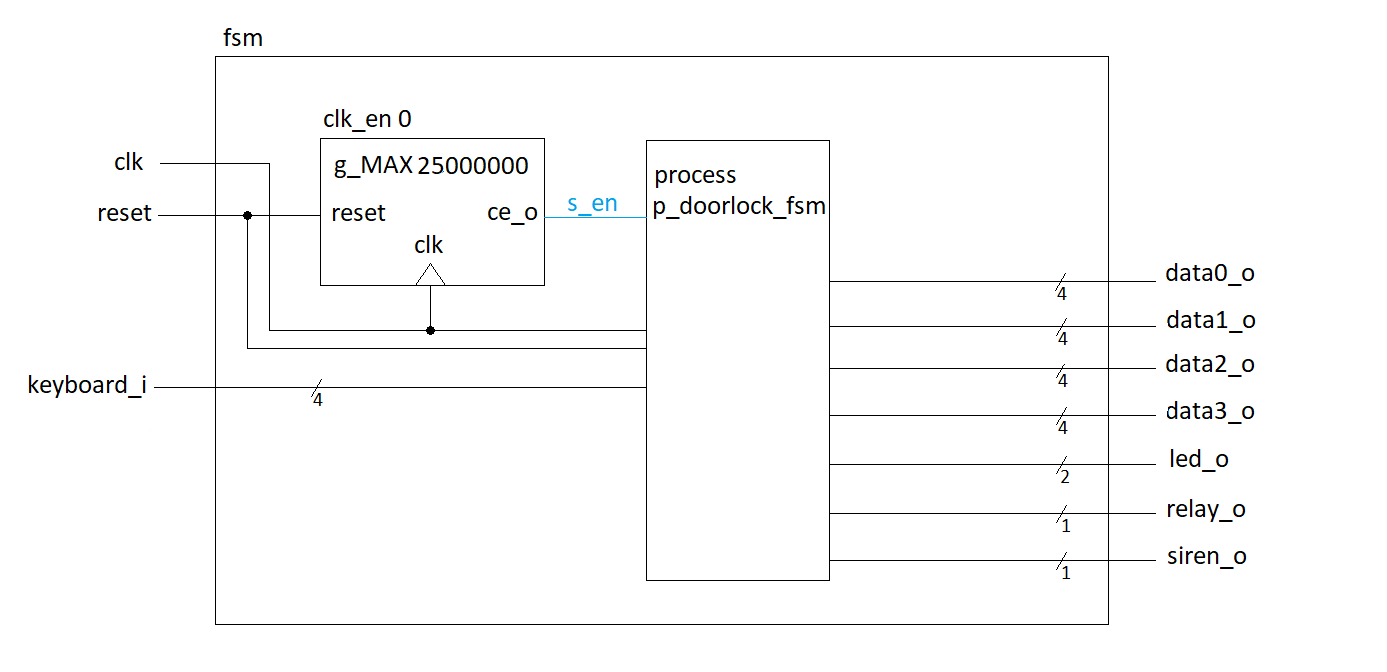 fsm
clk_en 0
g_MAX 25000000
clk
reset
reset
ce_o
s_en
clk
process
p_doorlock_fsm
keyboard_i
4
data0_o
4
data1_o
4
data2_o
4
data3_o
4
led_o
2
relay_o
1
siren_o
1